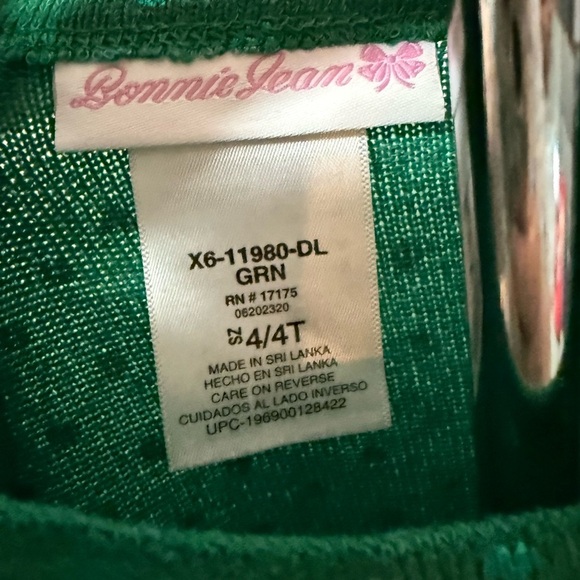 Bonnie Jean
X6-11980-DL
GRN
RN # 17175
06202320
SZ 4/4T
MADE IN SRI LANKA
HECHO EN SRI LANKA
CARE ON REVERSE
CUIDADOS AL LADO INVERSO
UPC-196900128422